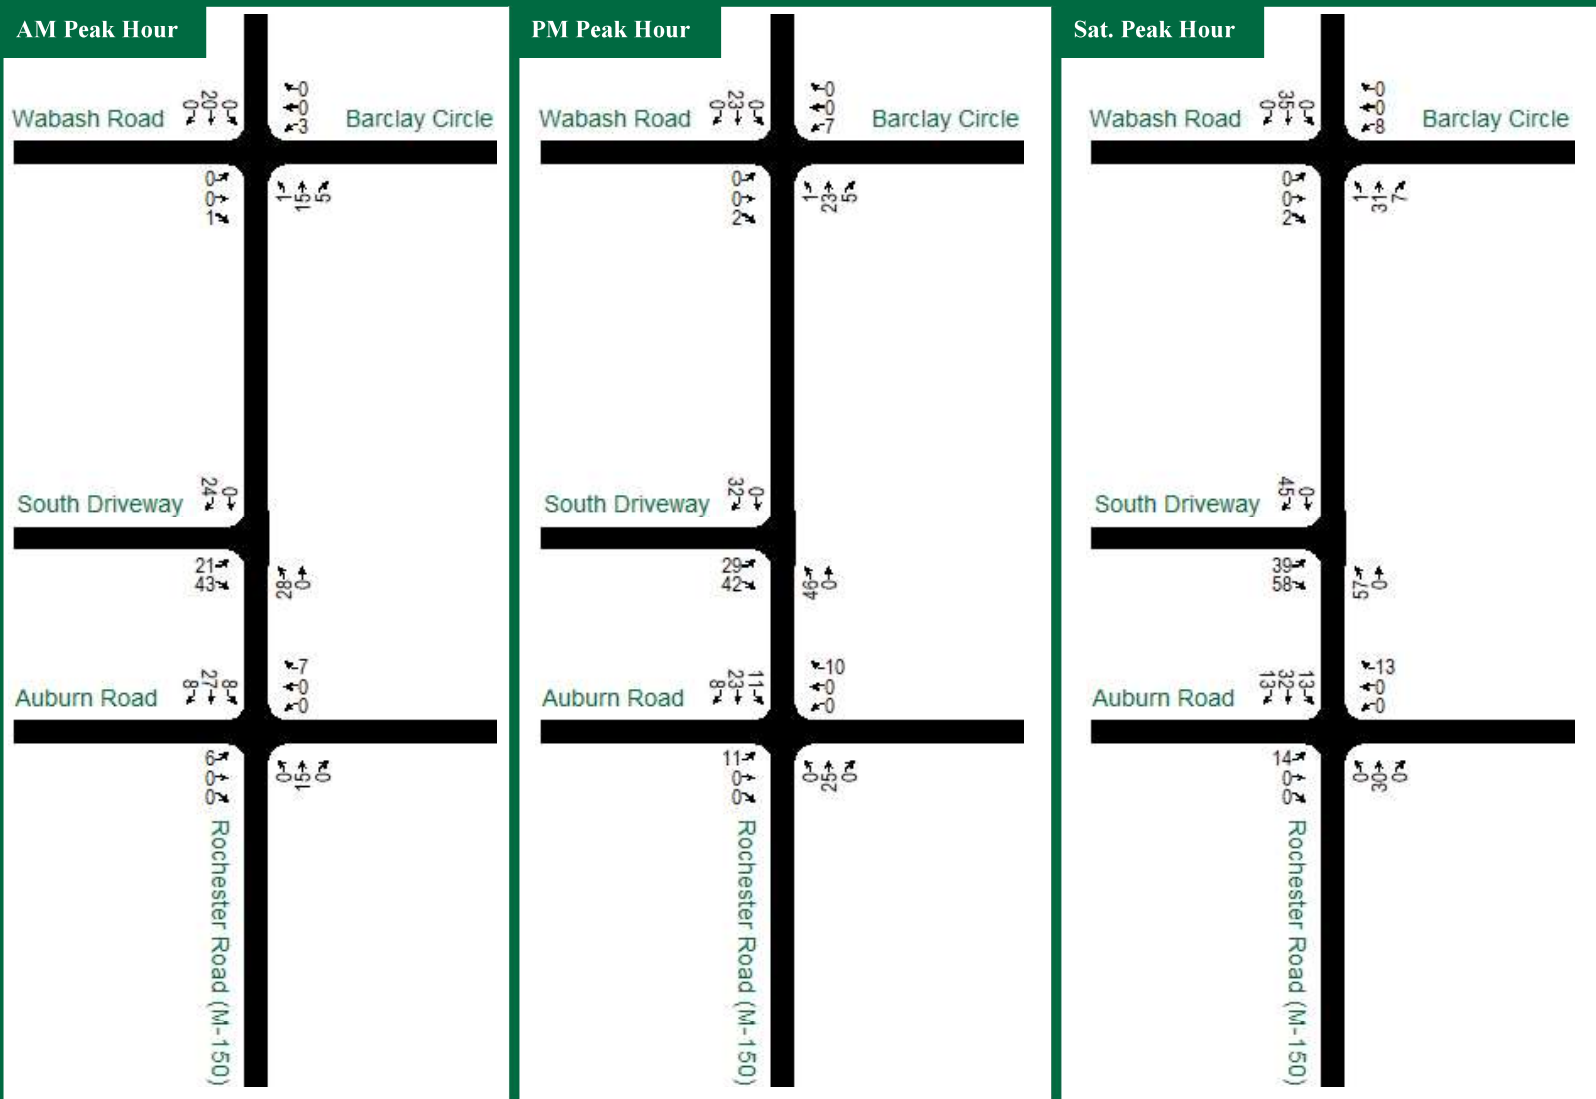 AM Peak Hour
Wabash Road
0 20 0
0
0
3
Barclay Circle
0
0
1
1 15 5
South Driveway
24 0
21
43
28 0
Auburn Road
8 27 8
7
0
0
6
0
0
0 15 0
Rochester Road (M-150)
PM Peak Hour
Wabash Road
0 23 0
0
0
7
Barclay Circle
0
0
2
1 23 5
South Driveway
32 0
29
42
46 0
Auburn Road
8 23 11
10
0
0
11
0
0
0 25 0
Rochester Road (M-150)
Sat. Peak Hour
Wabash Road
0 35 0
0
0
8
Barclay Circle
0
0
2
1 31 7
South Driveway
45 0
39
58
57 0
Auburn Road
13 32 13
13
0
0
14
0
0
0 30 0
Rochester Road (M-150)